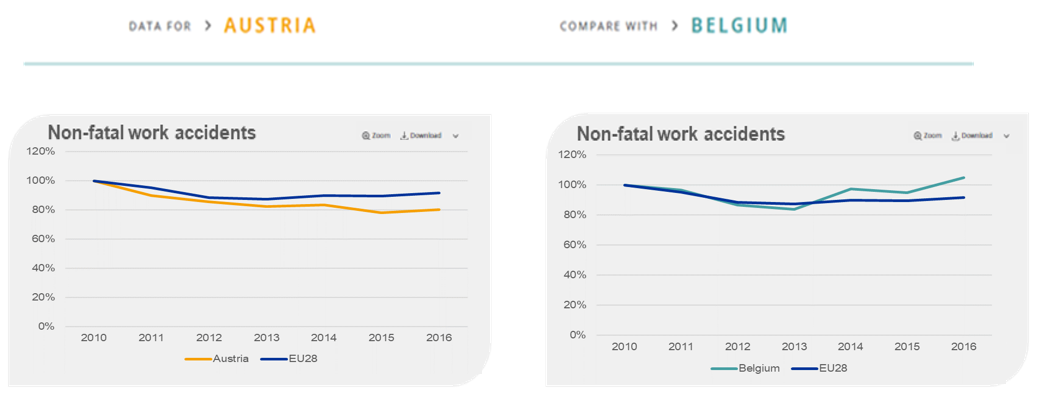 DATA FOR > AUSTRIA
COMPARE WITH > BELGIUM
Non-fatal work accidents
Zoom Download
120%
100%
80%
60%
40%
20%
0%
2010 2011 2012 2013 2014 2015 2016
Austria EU28
Non-fatal work accidents
Zoom Download
120%
100%
80%
60%
40%
20%
0%
2010 2011 2012 2013 2014 2015 2016
Belgium EU28